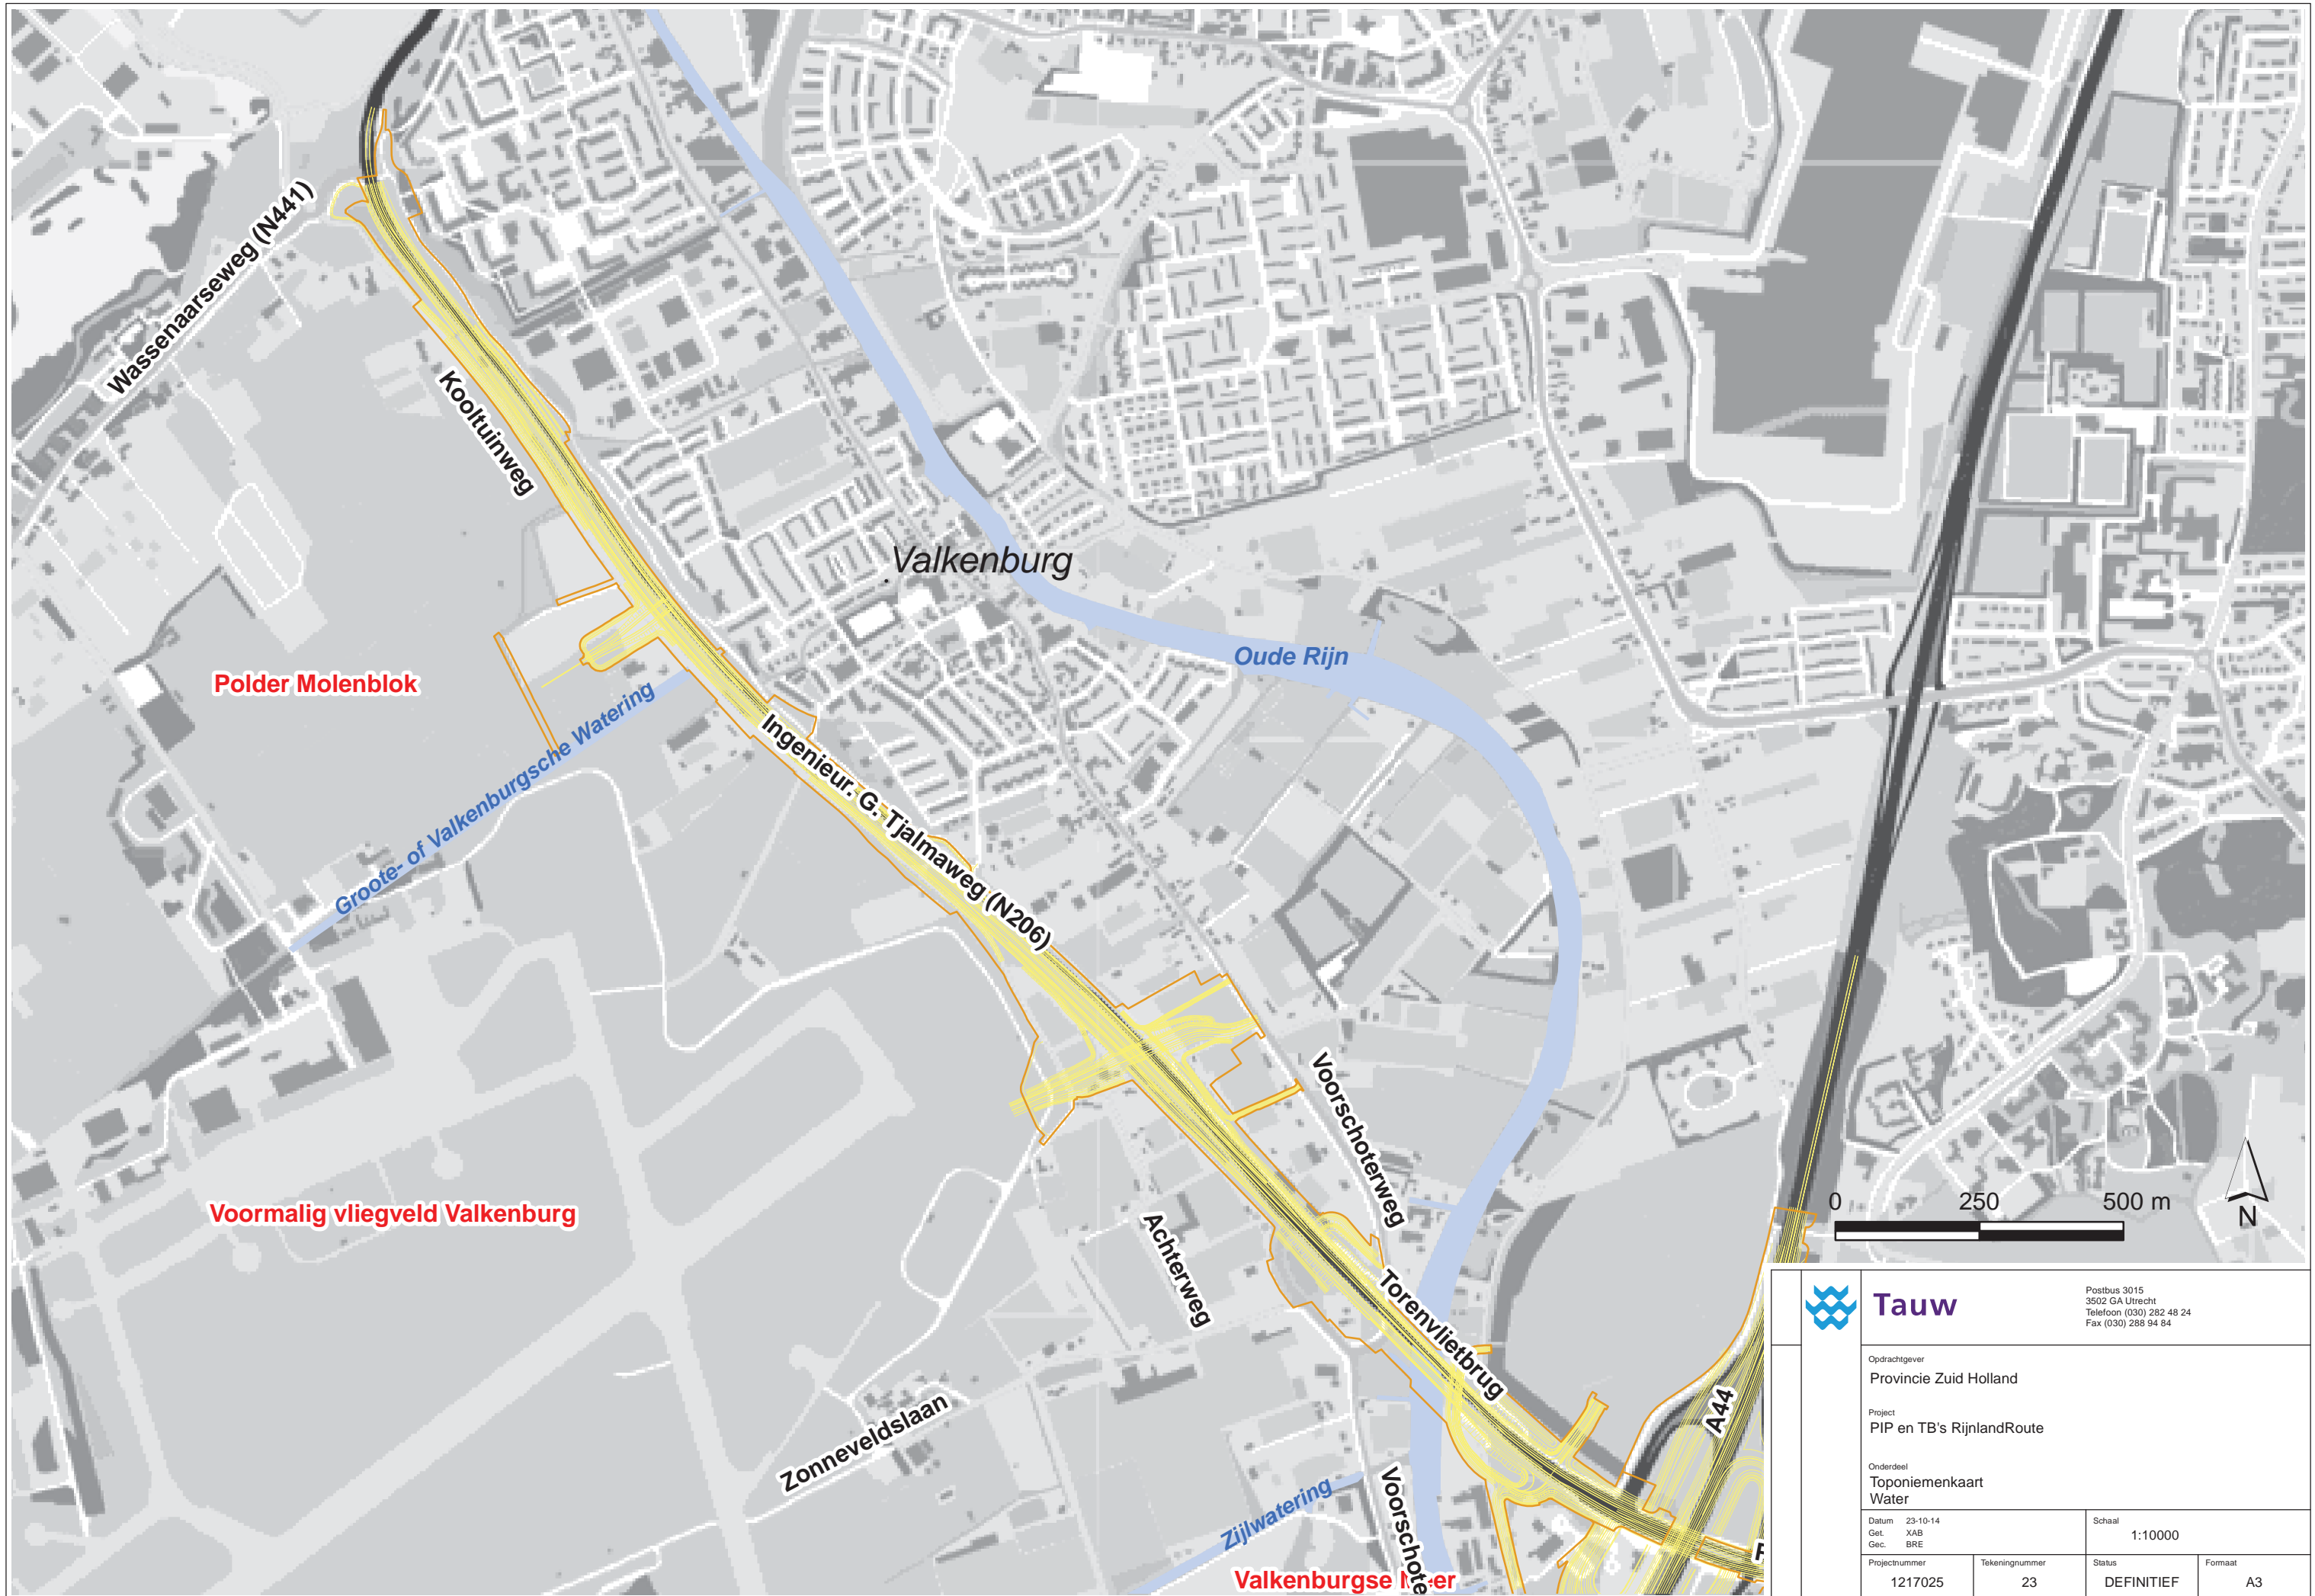 Wassenaarseweg (N441)
Kooltuinweg
Valkenburg
Oude Rijn
Polder Molenblok
Groote- of Valkenburgsche Watering
Ingenieur. G. Tjalmaweg (N206)
Voorschoterweg
Voormalig vliegveld Valkenburg
Achterweg
Torenvlietbrug
A44
Zonneveldslaan
Zijlwatering
Voorschote
Valkenburgse Meer
0 250 500 m
N
Tauw
Postbus 3015
3502 GA Utrecht
Telefoon (030) 282 48 24
Fax (030) 288 94 84
Opdrachtgever
Provincie Zuid Holland
Project
PIP en TB's RijnlandRoute
Onderdeel
Toponiemenkaart
Water
Datum 23-10-14
Get. XAB
Gec. BRE
Schaal
1:10000
Projectnummer
1217025
Tekeningnummer
23
Status
DEFINITIEF
Formaat
A3